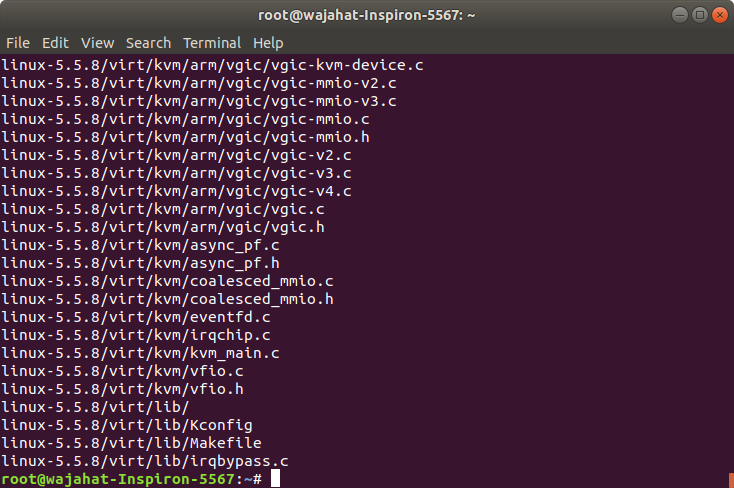 root@wajahat-Inspiron-5567: ~
File Edit View Search Terminal Help
linux-5.5.8/virt/kvm/arm/vgic/vgic-kvm-device.c
linux-5.5.8/virt/kvm/arm/vgic/vgic-mmio-v2.c
linux-5.5.8/virt/kvm/arm/vgic/vgic-mmio-v3.c
linux-5.5.8/virt/kvm/arm/vgic/vgic-mmio.c
linux-5.5.8/virt/kvm/arm/vgic/vgic-mmio.h
linux-5.5.8/virt/kvm/arm/vgic/vgic-v2.c
linux-5.5.8/virt/kvm/arm/vgic/vgic-v3.c
linux-5.5.8/virt/kvm/arm/vgic/vgic-v4.c
linux-5.5.8/virt/kvm/arm/vgic/vgic.c
linux-5.5.8/virt/kvm/arm/vgic/vgic.h
linux-5.5.8/virt/kvm/async_pf.c
linux-5.5.8/virt/kvm/async_pf.h
linux-5.5.8/virt/kvm/coalesced_mmio.c
linux-5.5.8/virt/kvm/coalesced_mmio.h
linux-5.5.8/virt/kvm/eventfd.c
linux-5.5.8/virt/kvm/irqchip.c
linux-5.5.8/virt/kvm/kvm_main.c
linux-5.5.8/virt/kvm/vfio.c
linux-5.5.8/virt/kvm/vfio.h
linux-5.5.8/virt/lib/
linux-5.5.8/virt/lib/Kconfig
linux-5.5.8/virt/lib/Makefile
linux-5.5.8/virt/lib/irqbypass.c
root@wajahat-Inspiron-5567:~#